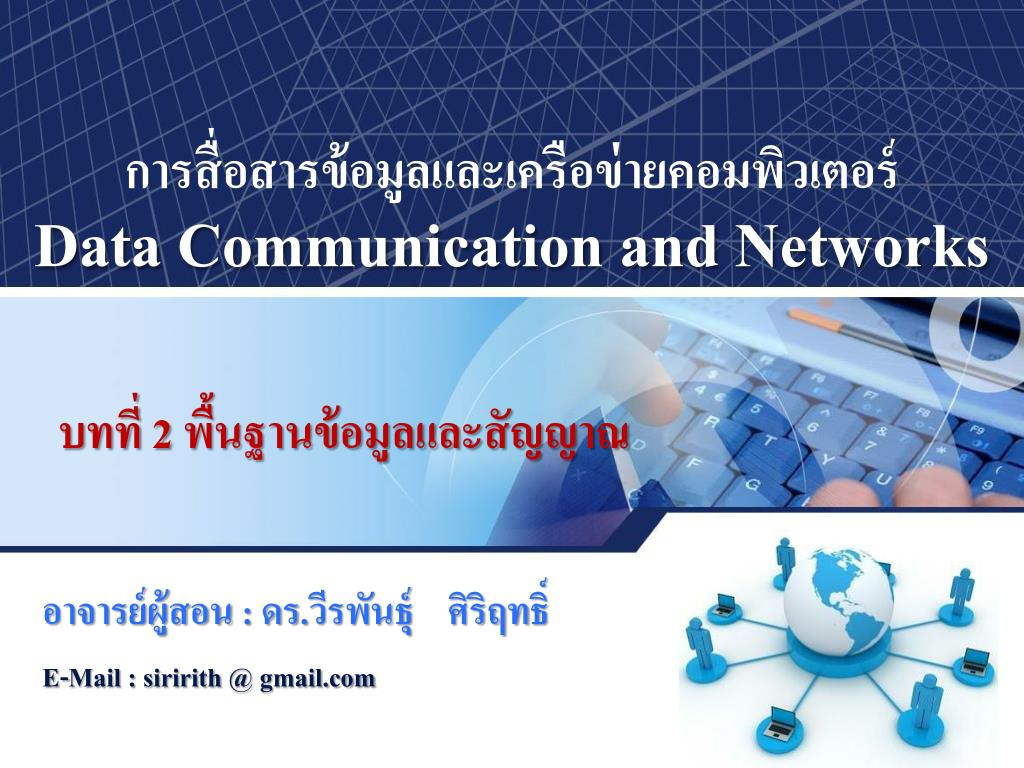 การสื่อสารข้อมูลและเครือข่ายคอมพิวเตอร์
Data Communication and Networks
บทที่ 2 พื้นฐานข้อมูลและสัญญาณ
อาจารย์ผู้สอน : ดร.วีรพันธุ์ ศิริฤทธิ์
E-Mail : siririth @ gmail.com